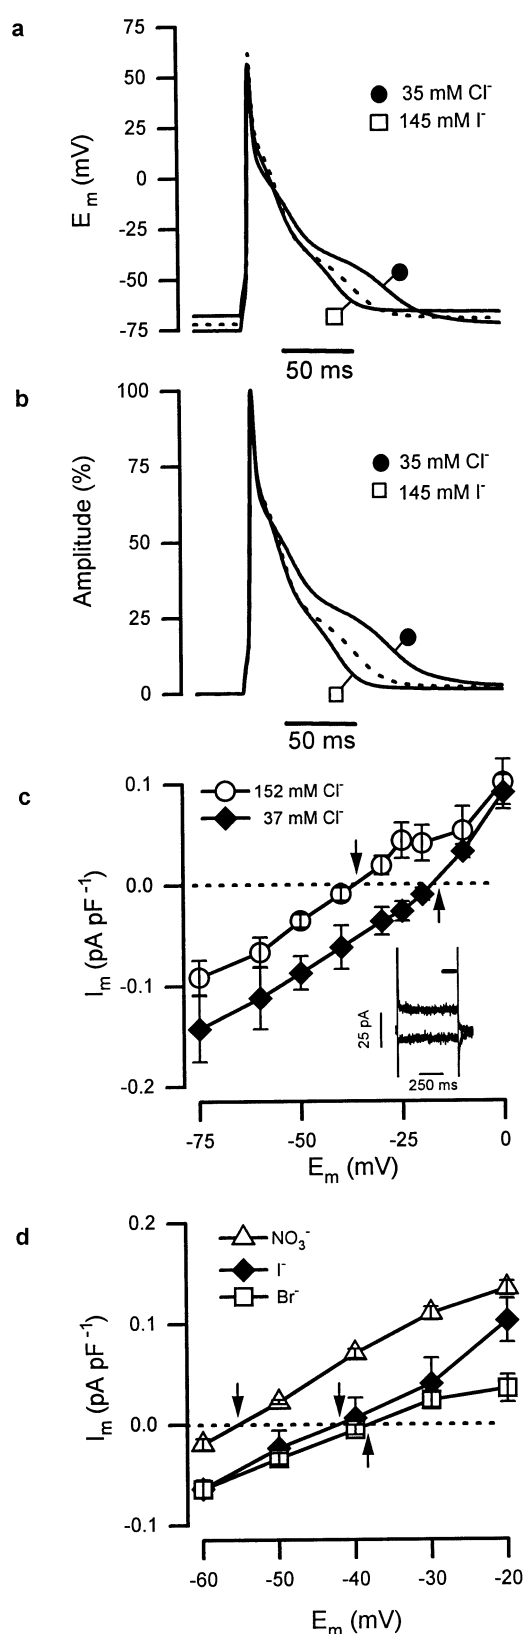 a
75
50
25
0
-25
-50
-75
E m (mV)
35 mM Cl-
145 mM I-
50 ms
b
100
75
50
25
0
Amplitude (%)
35 mM Cl-
145 mM I-
50 ms
c
0.1
0.0
-0.1
-0.2
I m (pA pF-1)
152 mM Cl-
37 mM Cl-
25 pA
250 ms
-75
-50
-25
0
E m (mV)
d
0.2
0.1
0.0
-0.1
I m (pA pF-1)
NO3-
I-
Br-
-60
-50
-40
-30
-20
E m (mV)